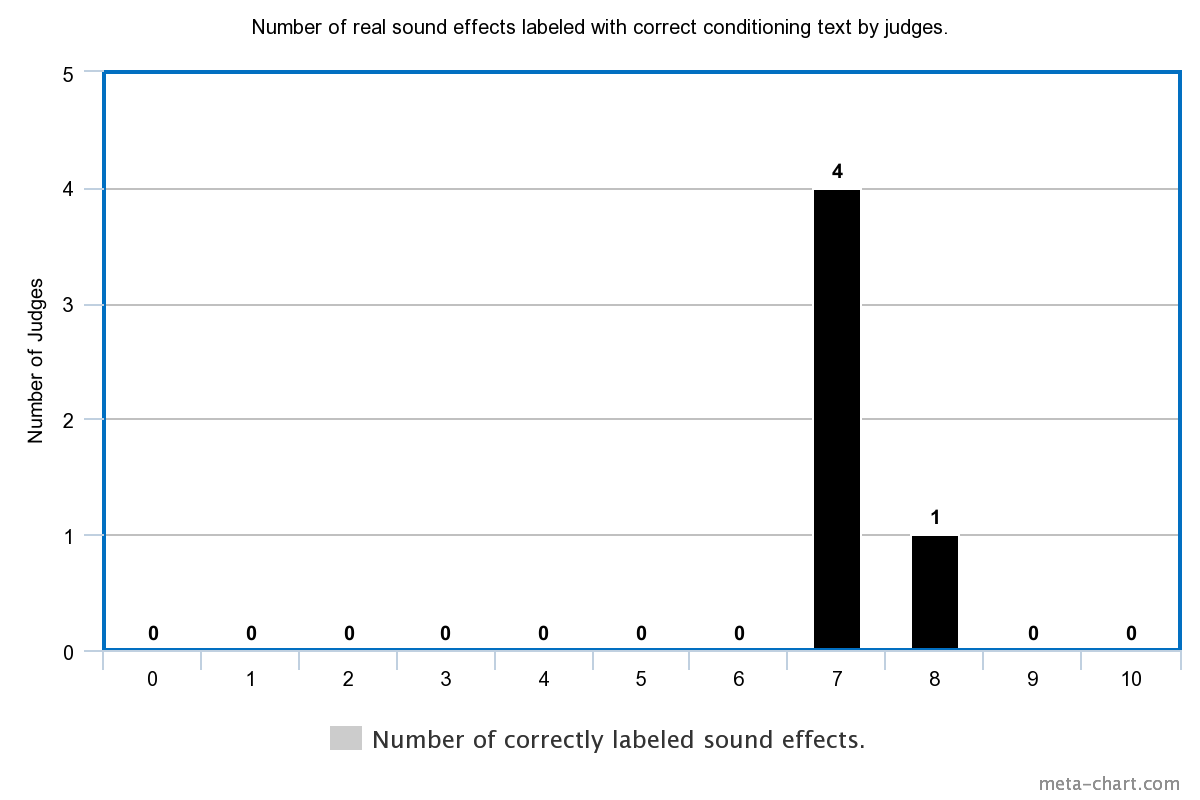 Number of real sound effects labeled with correct conditioning text by judges.
5
4
3
2
1
0
Number of Judges
4
1
0 0 0 0 0 0 0 0 0
0 1 2 3 4 5 6 7 8 9 10
Number of correctly labeled sound effects.
meta-chart.com